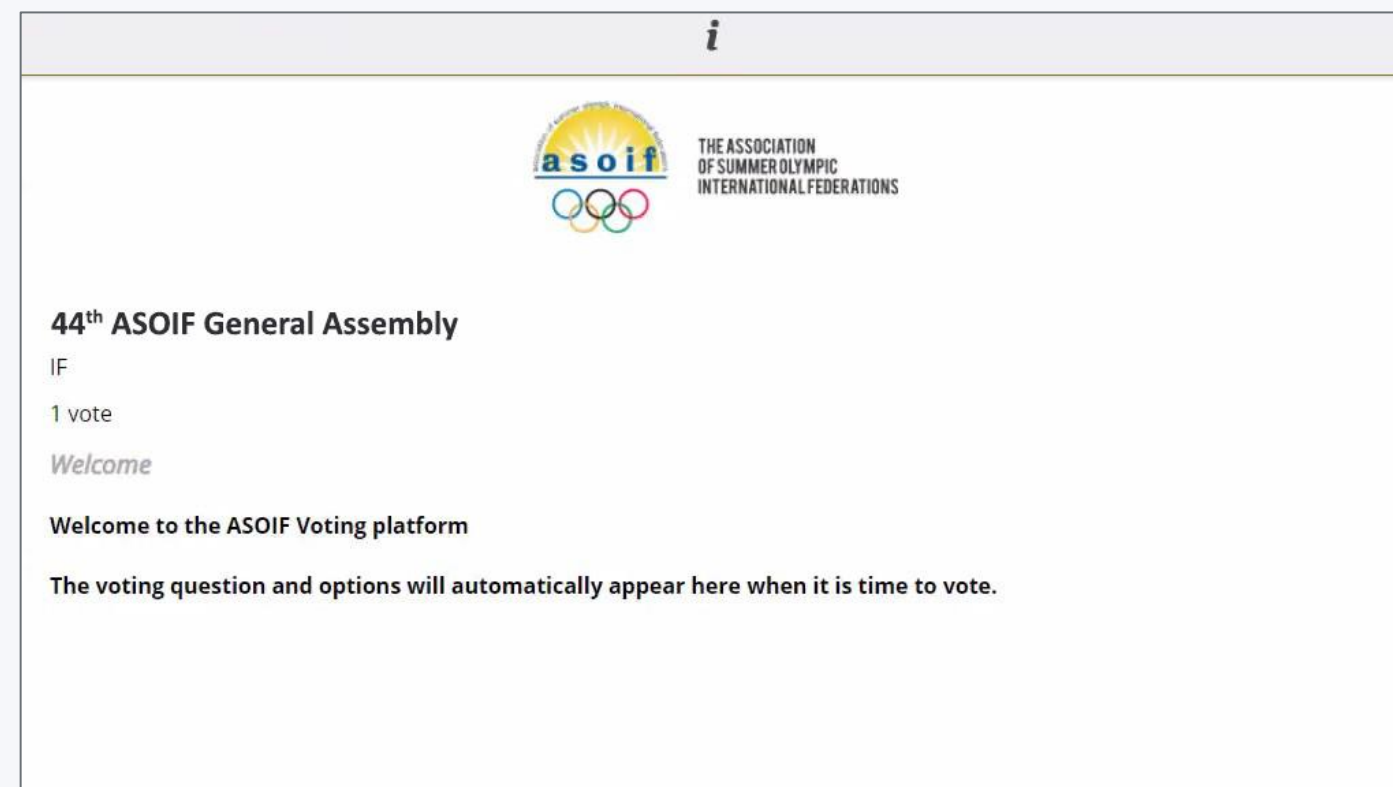 i
asoif
THE ASSOCIATION
OF SUMMER OLYMPIC
INTERNATIONAL FEDERATIONS
44th ASOIF General Assembly
IF
1 vote
Welcome
Welcome to the ASOIF Voting platform
The voting question and options will automatically appear here when it is time to vote.